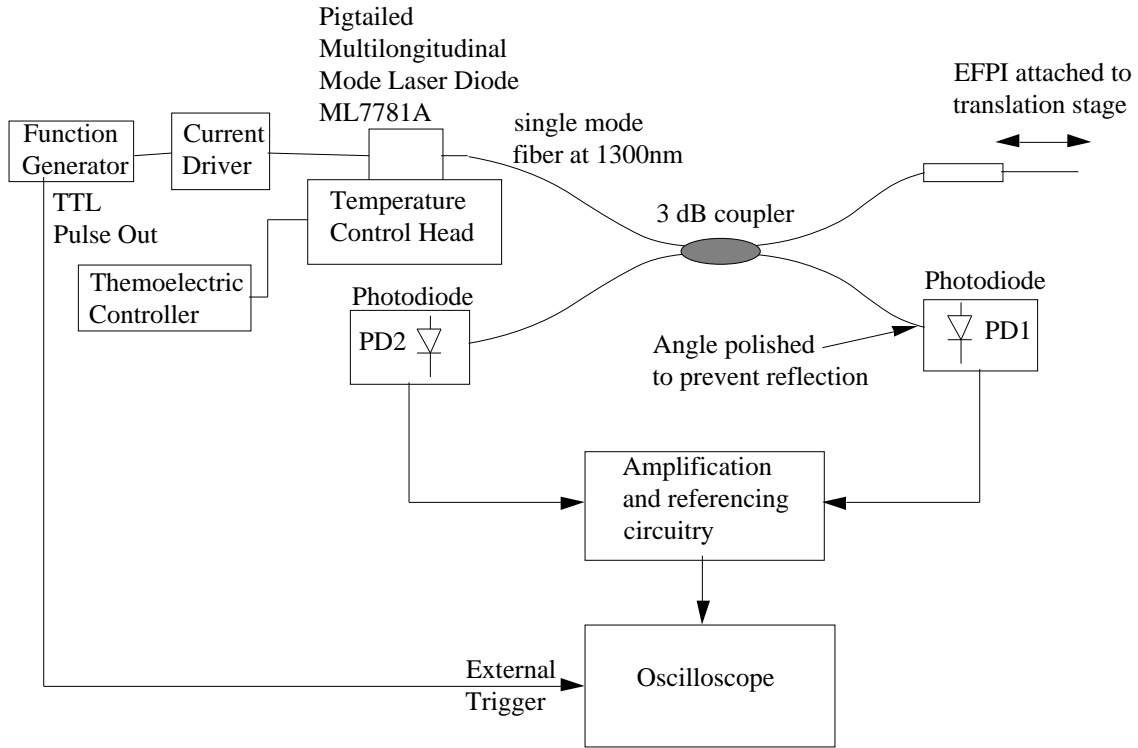 Pigtailed
Multilongitudinal
Mode Laser Diode
ML7781A
EFPI attached to
translation stage
Function
Generator
Current
Driver
single mode
fiber at 1300nm
TTL
Pulse Out
Temperature
Control Head
3 dB coupler
Themoelectric
Controller
Photodiode
PD2
Photodiode
PD1
Angle polished
to prevent reflection
Amplification
and referencing
circuitry
External
Trigger
Oscilloscope